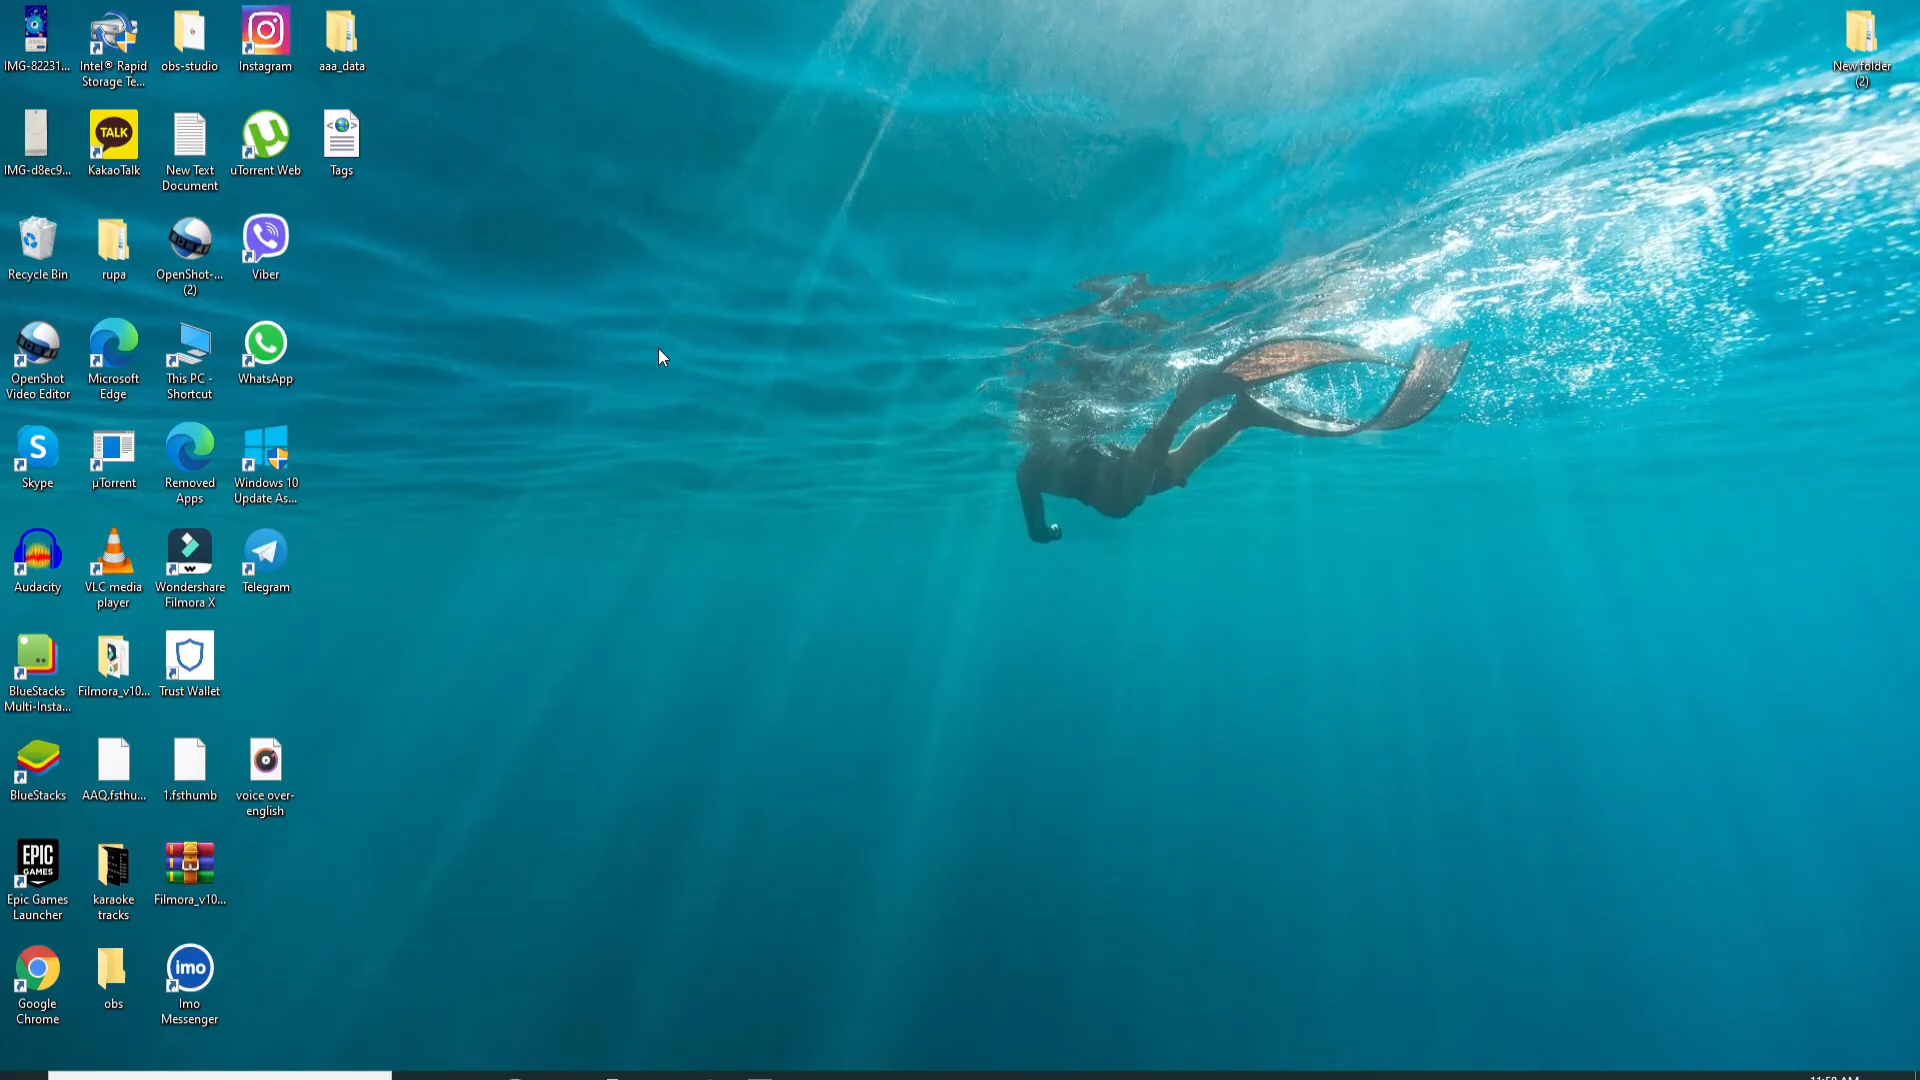 IMG-82231...
Intel® Rapid
Storage Te...
obs-studio
Instagram
aaa_data
New folder
(2)
IMG-d8ec9...
TALK
KakaoTalk
New Text
Document
uTorrent Web
Tags
Recycle Bin
rupa
OpenShot-...
(2)
Viber
OpenShot
Video Editor
Microsoft
Edge
This PC -
Shortcut
WhatsApp
S
Skype
µTorrent
Removed
Apps
Windows 10
Update As...
Audacity
VLC media
player
Wondershare
Filmora X
Telegram
BlueStacks
Multi-Insta...
Filmora_v10...
Trust Wallet
BlueStacks
AAQ.fsthu...
1.fsthumb
voice over-
english
EPIC
GAMES
Epic Games
Launcher
karaoke
tracks
Filmora_v10...
Google
Chrome
obs
imo
Imo
Messenger